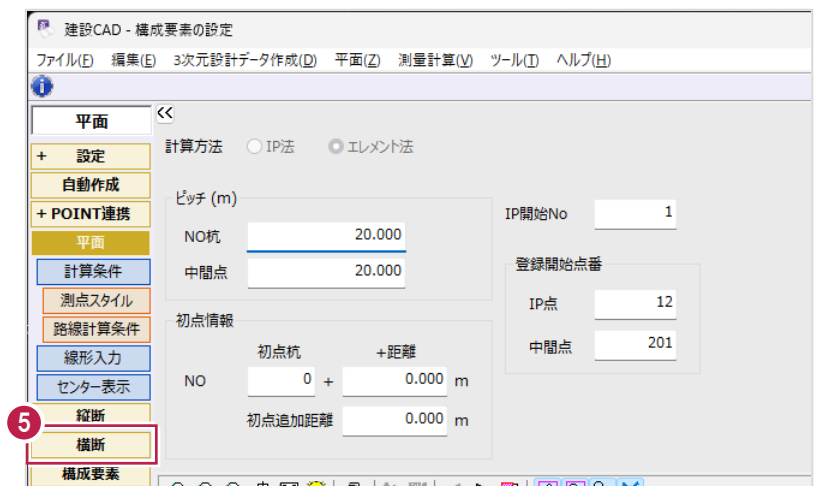 建設CAD - 構成要素の設定
ファイル(F) 編集(E) 3次元設計データ作成(D) 平面(Z) 測量計算(V) ツール(T) ヘルプ(H)
平面
+ 設定
自動作成
+ POINT連携
平面
計算条件
測点スタイル
路線計算条件
線形入力
センター表示
縦断
5
横断
構成要素
計算方法 IP法 エレメント法
ピッチ (m)
NO杭 20.000
中間点 20.000
初点情報
初点杭 +距離
NO 0 + 0.000 m
初点追加距離 0.000 m
IP開始No 1
登録開始点番
IP点 12
中間点 201